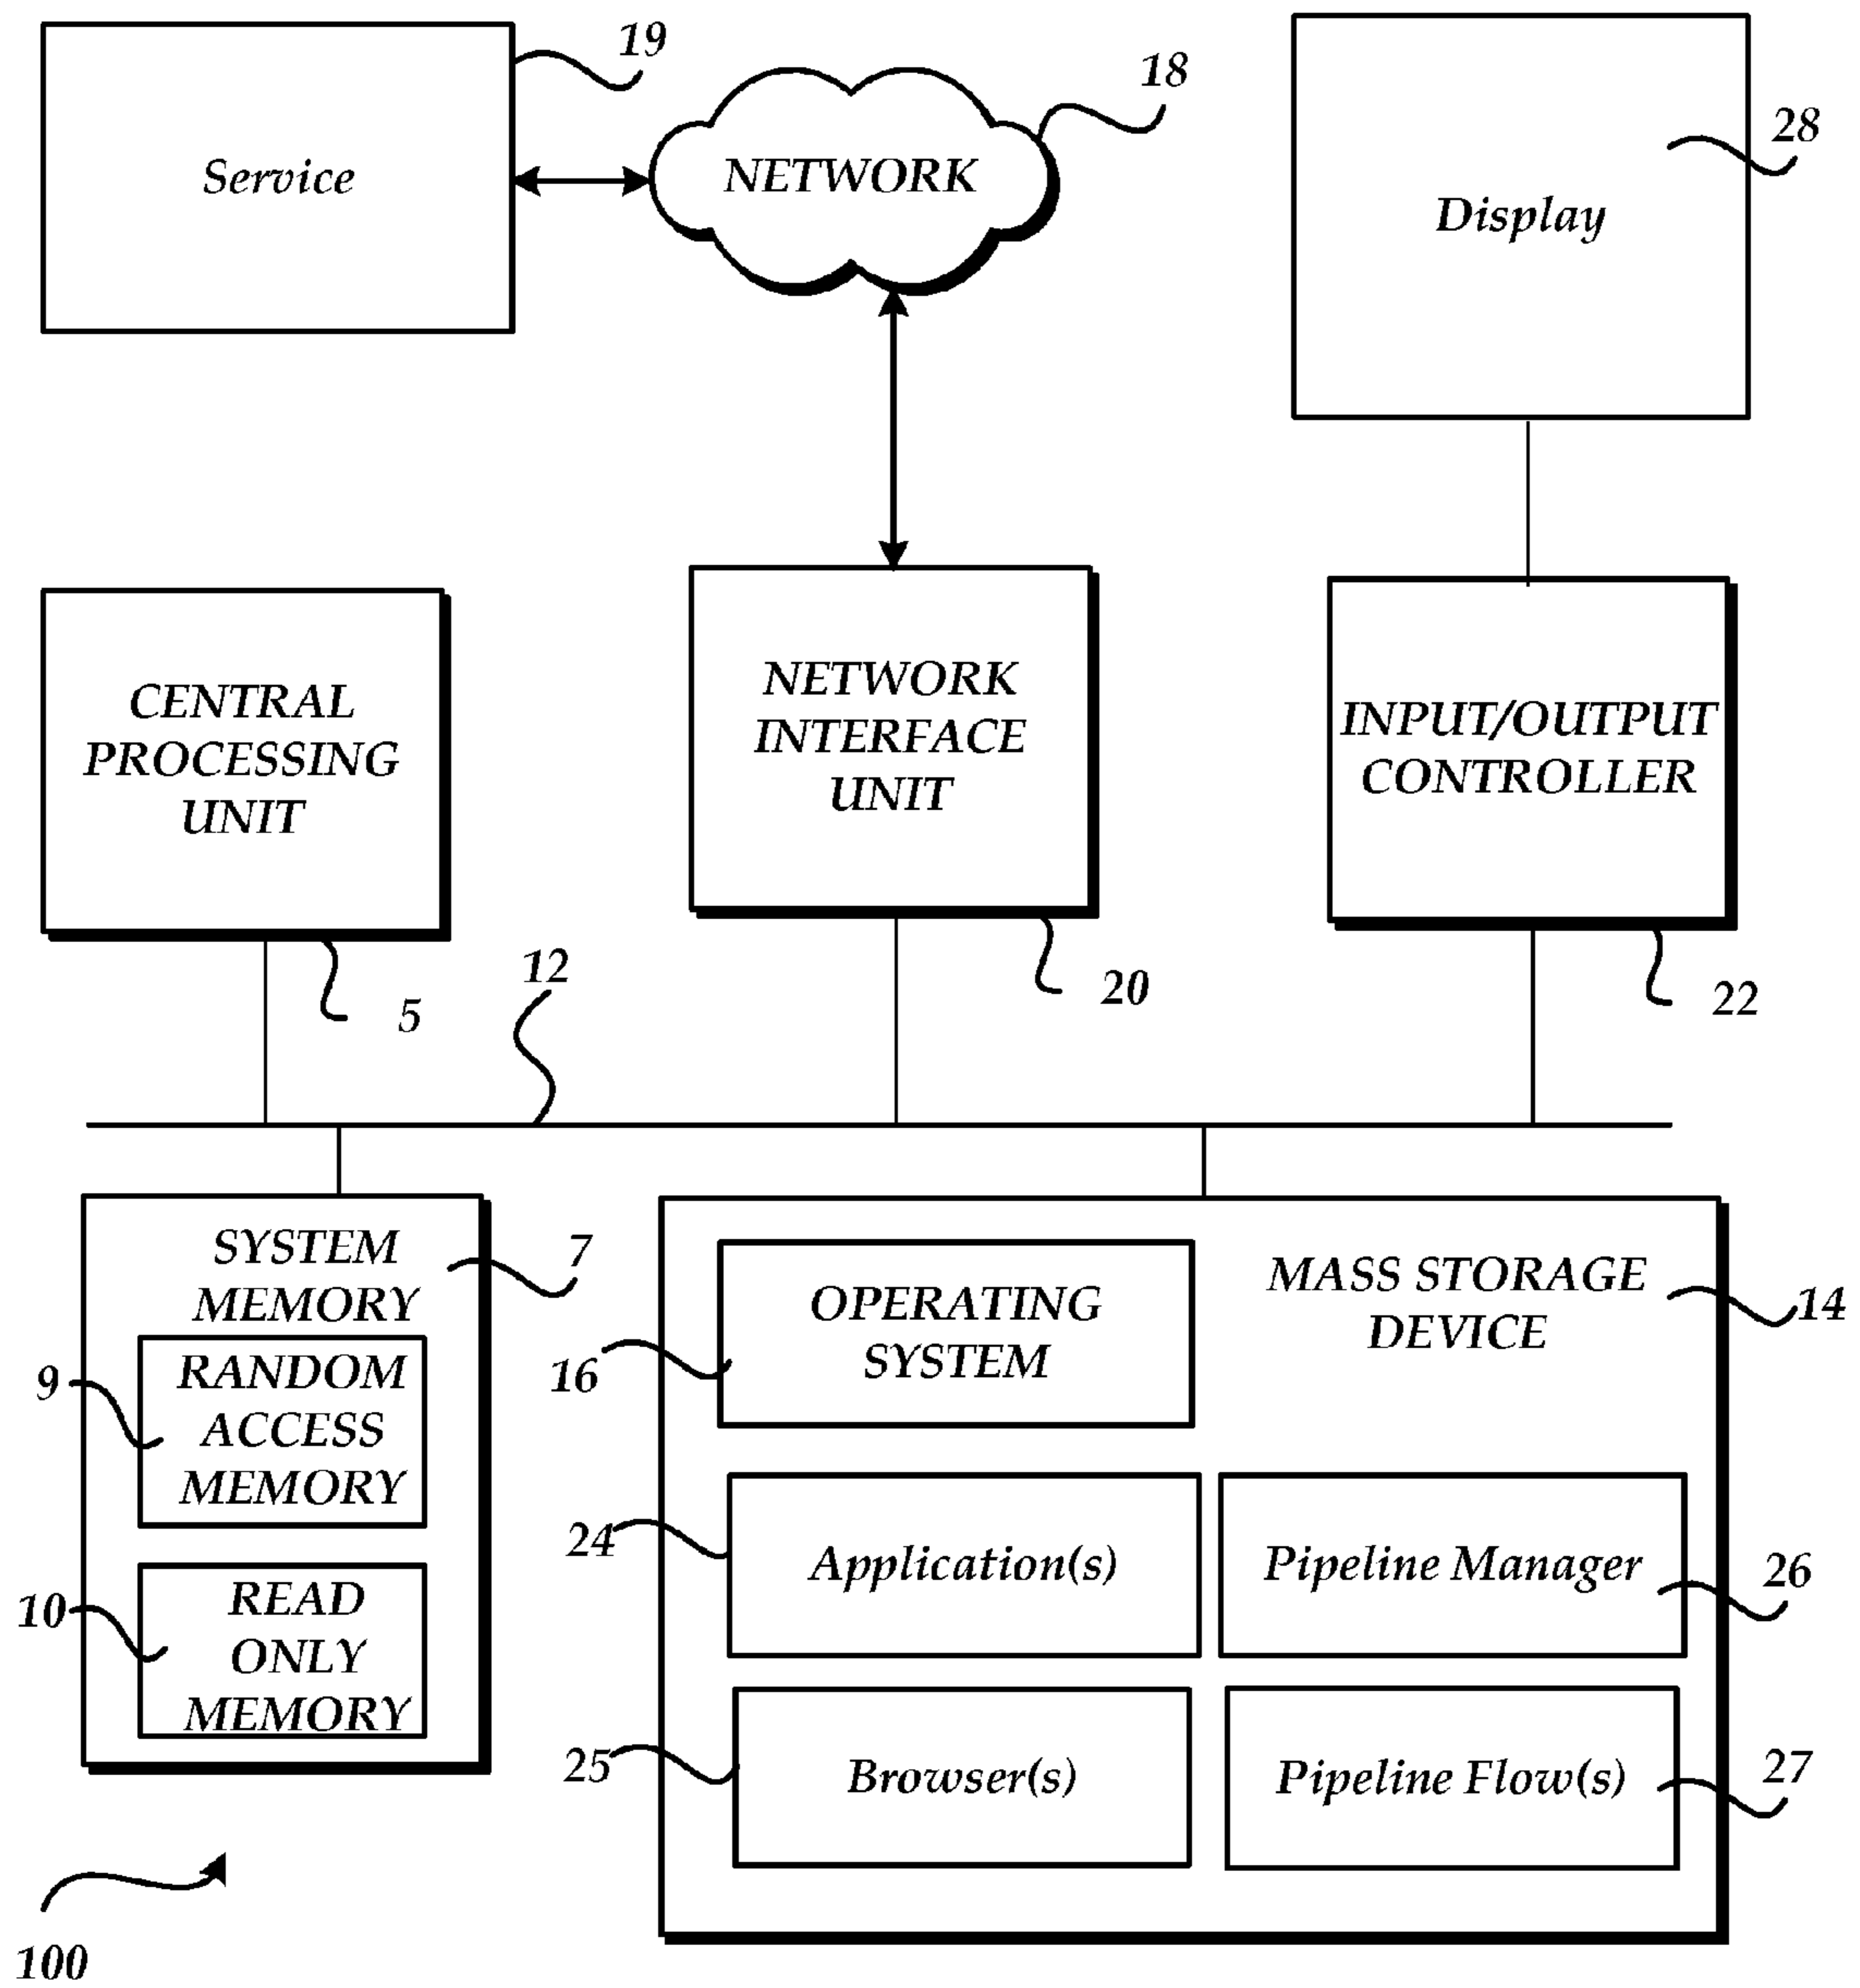 19
18
28
Service
NETWORK
Display
CENTRAL
PROCESSING
UNIT
NETWORK
INTERFACE
UNIT
INPUT/OUTPUT
CONTROLLER
5
12
20
22
SYSTEM
MEMORY
7
RANDOM
ACCESS
MEMORY
9
READ
ONLY
MEMORY
10
MASS STORAGE
DEVICE
14
OPERATING
SYSTEM
16
24
Application(s)
Pipeline Manager
26
25
Browser(s)
Pipeline Flow(s)
27
100